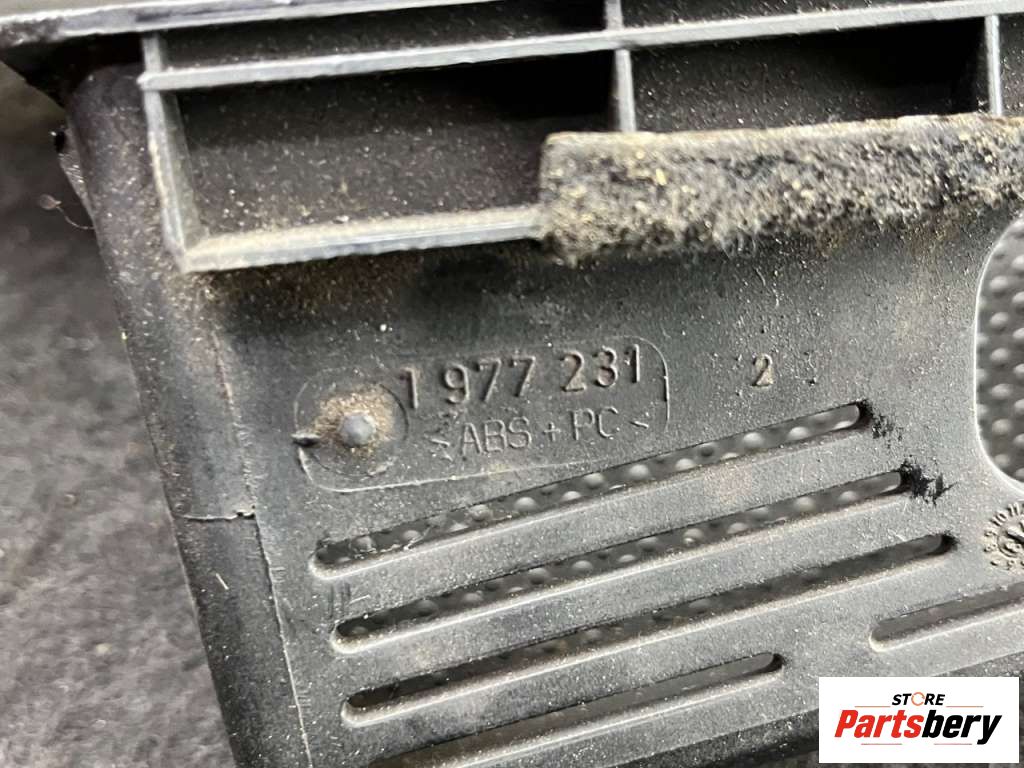 1 977 231 2
>ABS + PC<
STORE
Partsbery